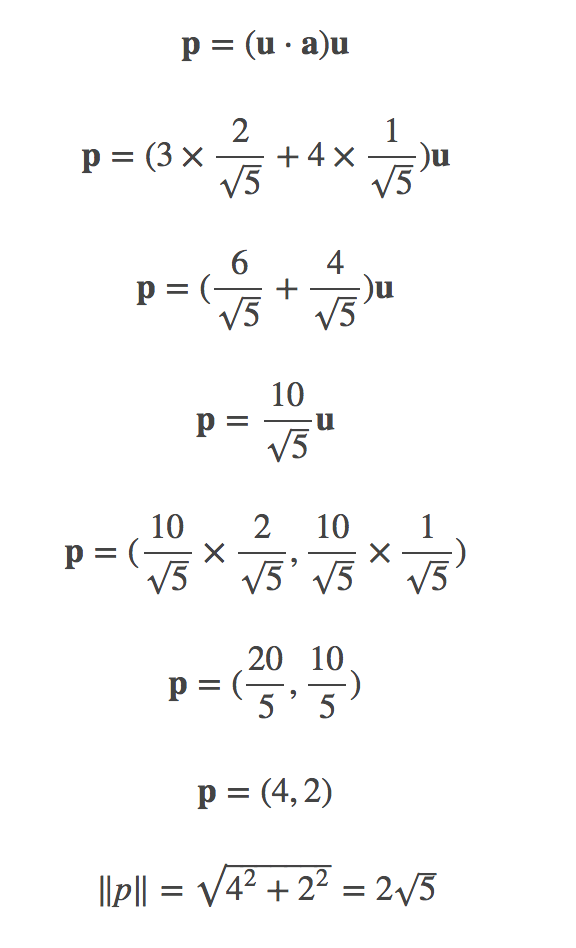 p = (u · a)u
p = (3 × 2/√5 + 4 × 1/√5)u
p = (6/√5 + 4/√5)u
p = 10/√5 u
p = (10/√5 × 2/√5, 10/√5 × 1/√5)
p = (20/5, 10/5)
p = (4, 2)
‖p‖ = √(4² + 2²) = 2√5